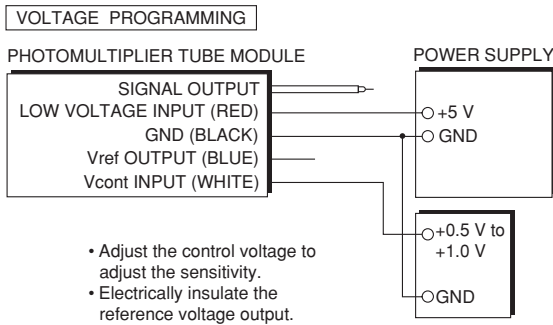 VOLTAGE PROGRAMMING
PHOTOMULTIPLIER TUBE MODULE
SIGNAL OUTPUT
LOW VOLTAGE INPUT (RED)
GND (BLACK)
Vref OUTPUT (BLUE)
Vcont INPUT (WHITE)
POWER SUPPLY
+5 V
GND
+0.5 V to
+1.0 V
GND
• Adjust the control voltage to
adjust the sensitivity.
• Electrically insulate the
reference voltage output.